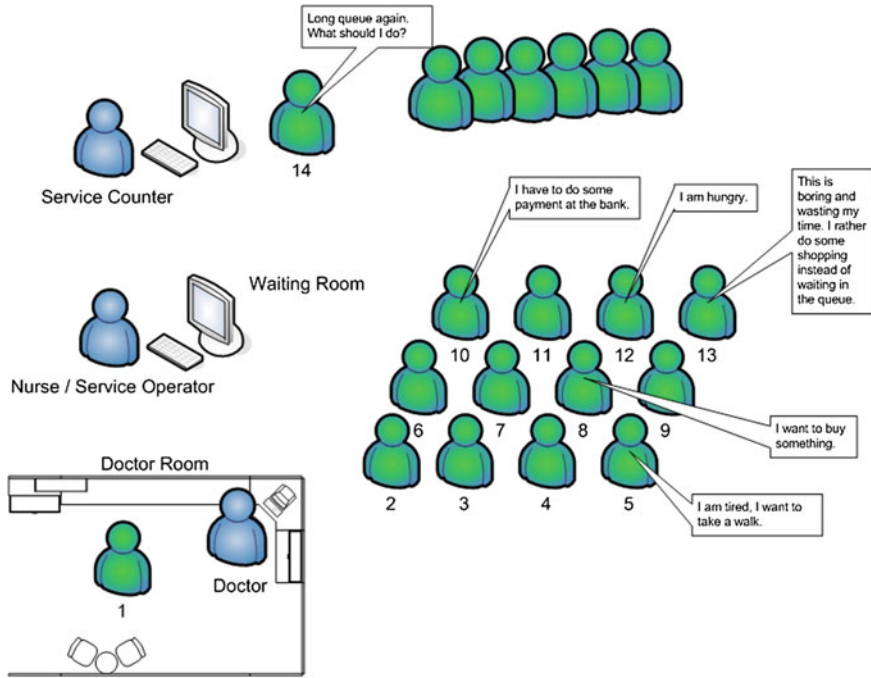 Long queue again.
What should I do?
14
Service Counter
I have to do some
payment at the bank.
I am hungry.
This is
boring and
wasting my
time. I rather
do some
shopping
instead of
waiting in
the queue.
Waiting Room
10
11
12
13
Nurse / Service Operator
6
7
8
9
I want to buy
something.
Doctor Room
2
3
4
5
I am tired, I want to
take a walk.
Doctor
1